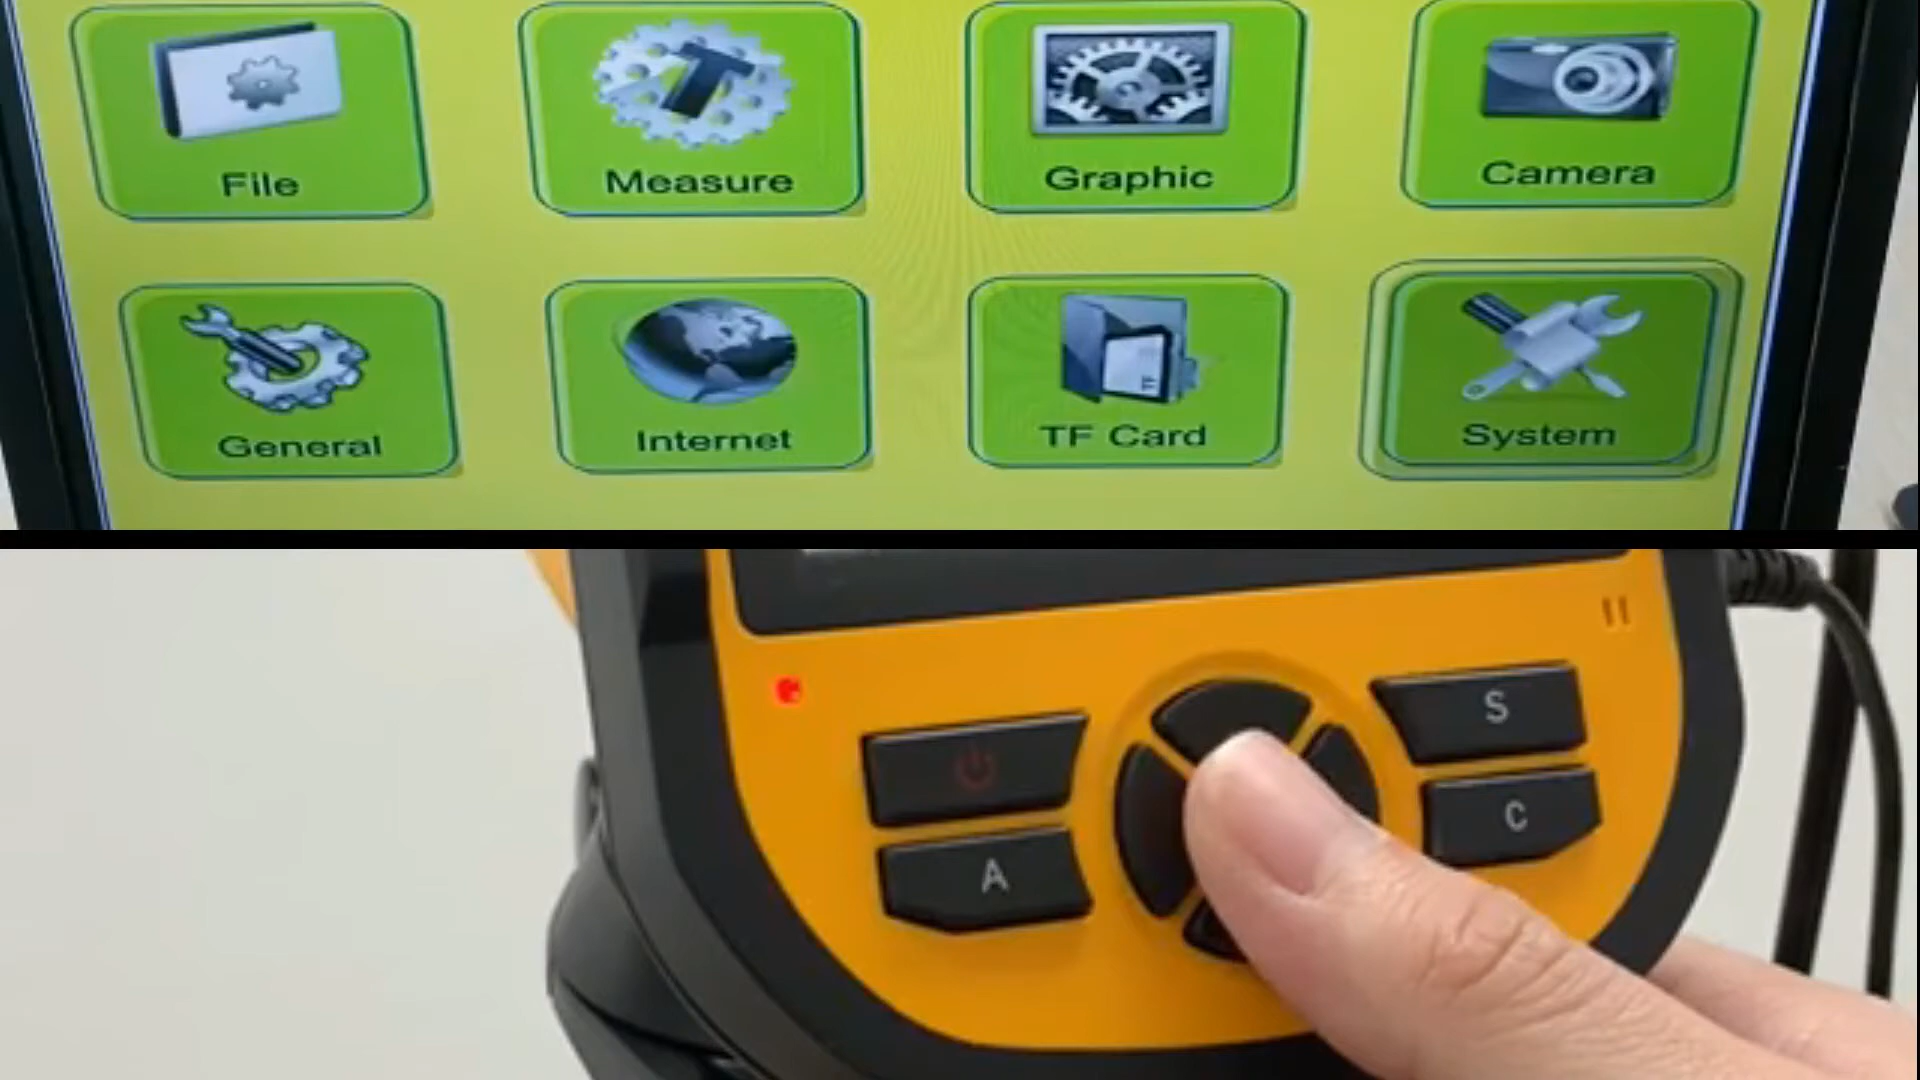 File
Measure
Graphic
Camera
General
Internet
TF Card
System
S
C
A